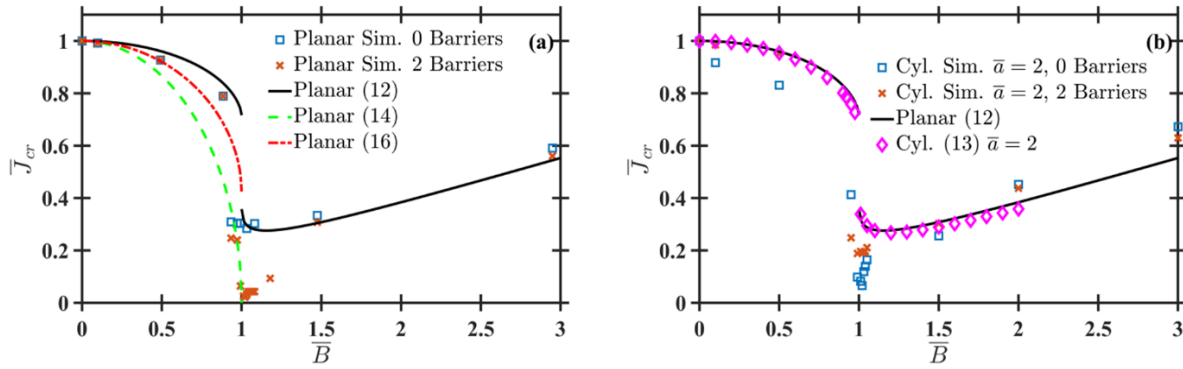 (a)
Planar Sim. 0 Barriers
Planar Sim. 2 Barriers
Planar (12)
Planar (14)
Planar (16)
J̅cr
1
0.8
0.6
0.4
0.2
0
0 0.5 1 1.5 2 2.5 3
B̅
(b)
Cyl. Sim. a̅ = 2, 0 Barriers
Cyl. Sim. a̅ = 2, 2 Barriers
Planar (12)
Cyl. (13) a̅ = 2
J̅cr
1
0.8
0.6
0.4
0.2
0
0 0.5 1 1.5 2 2.5 3
B̅